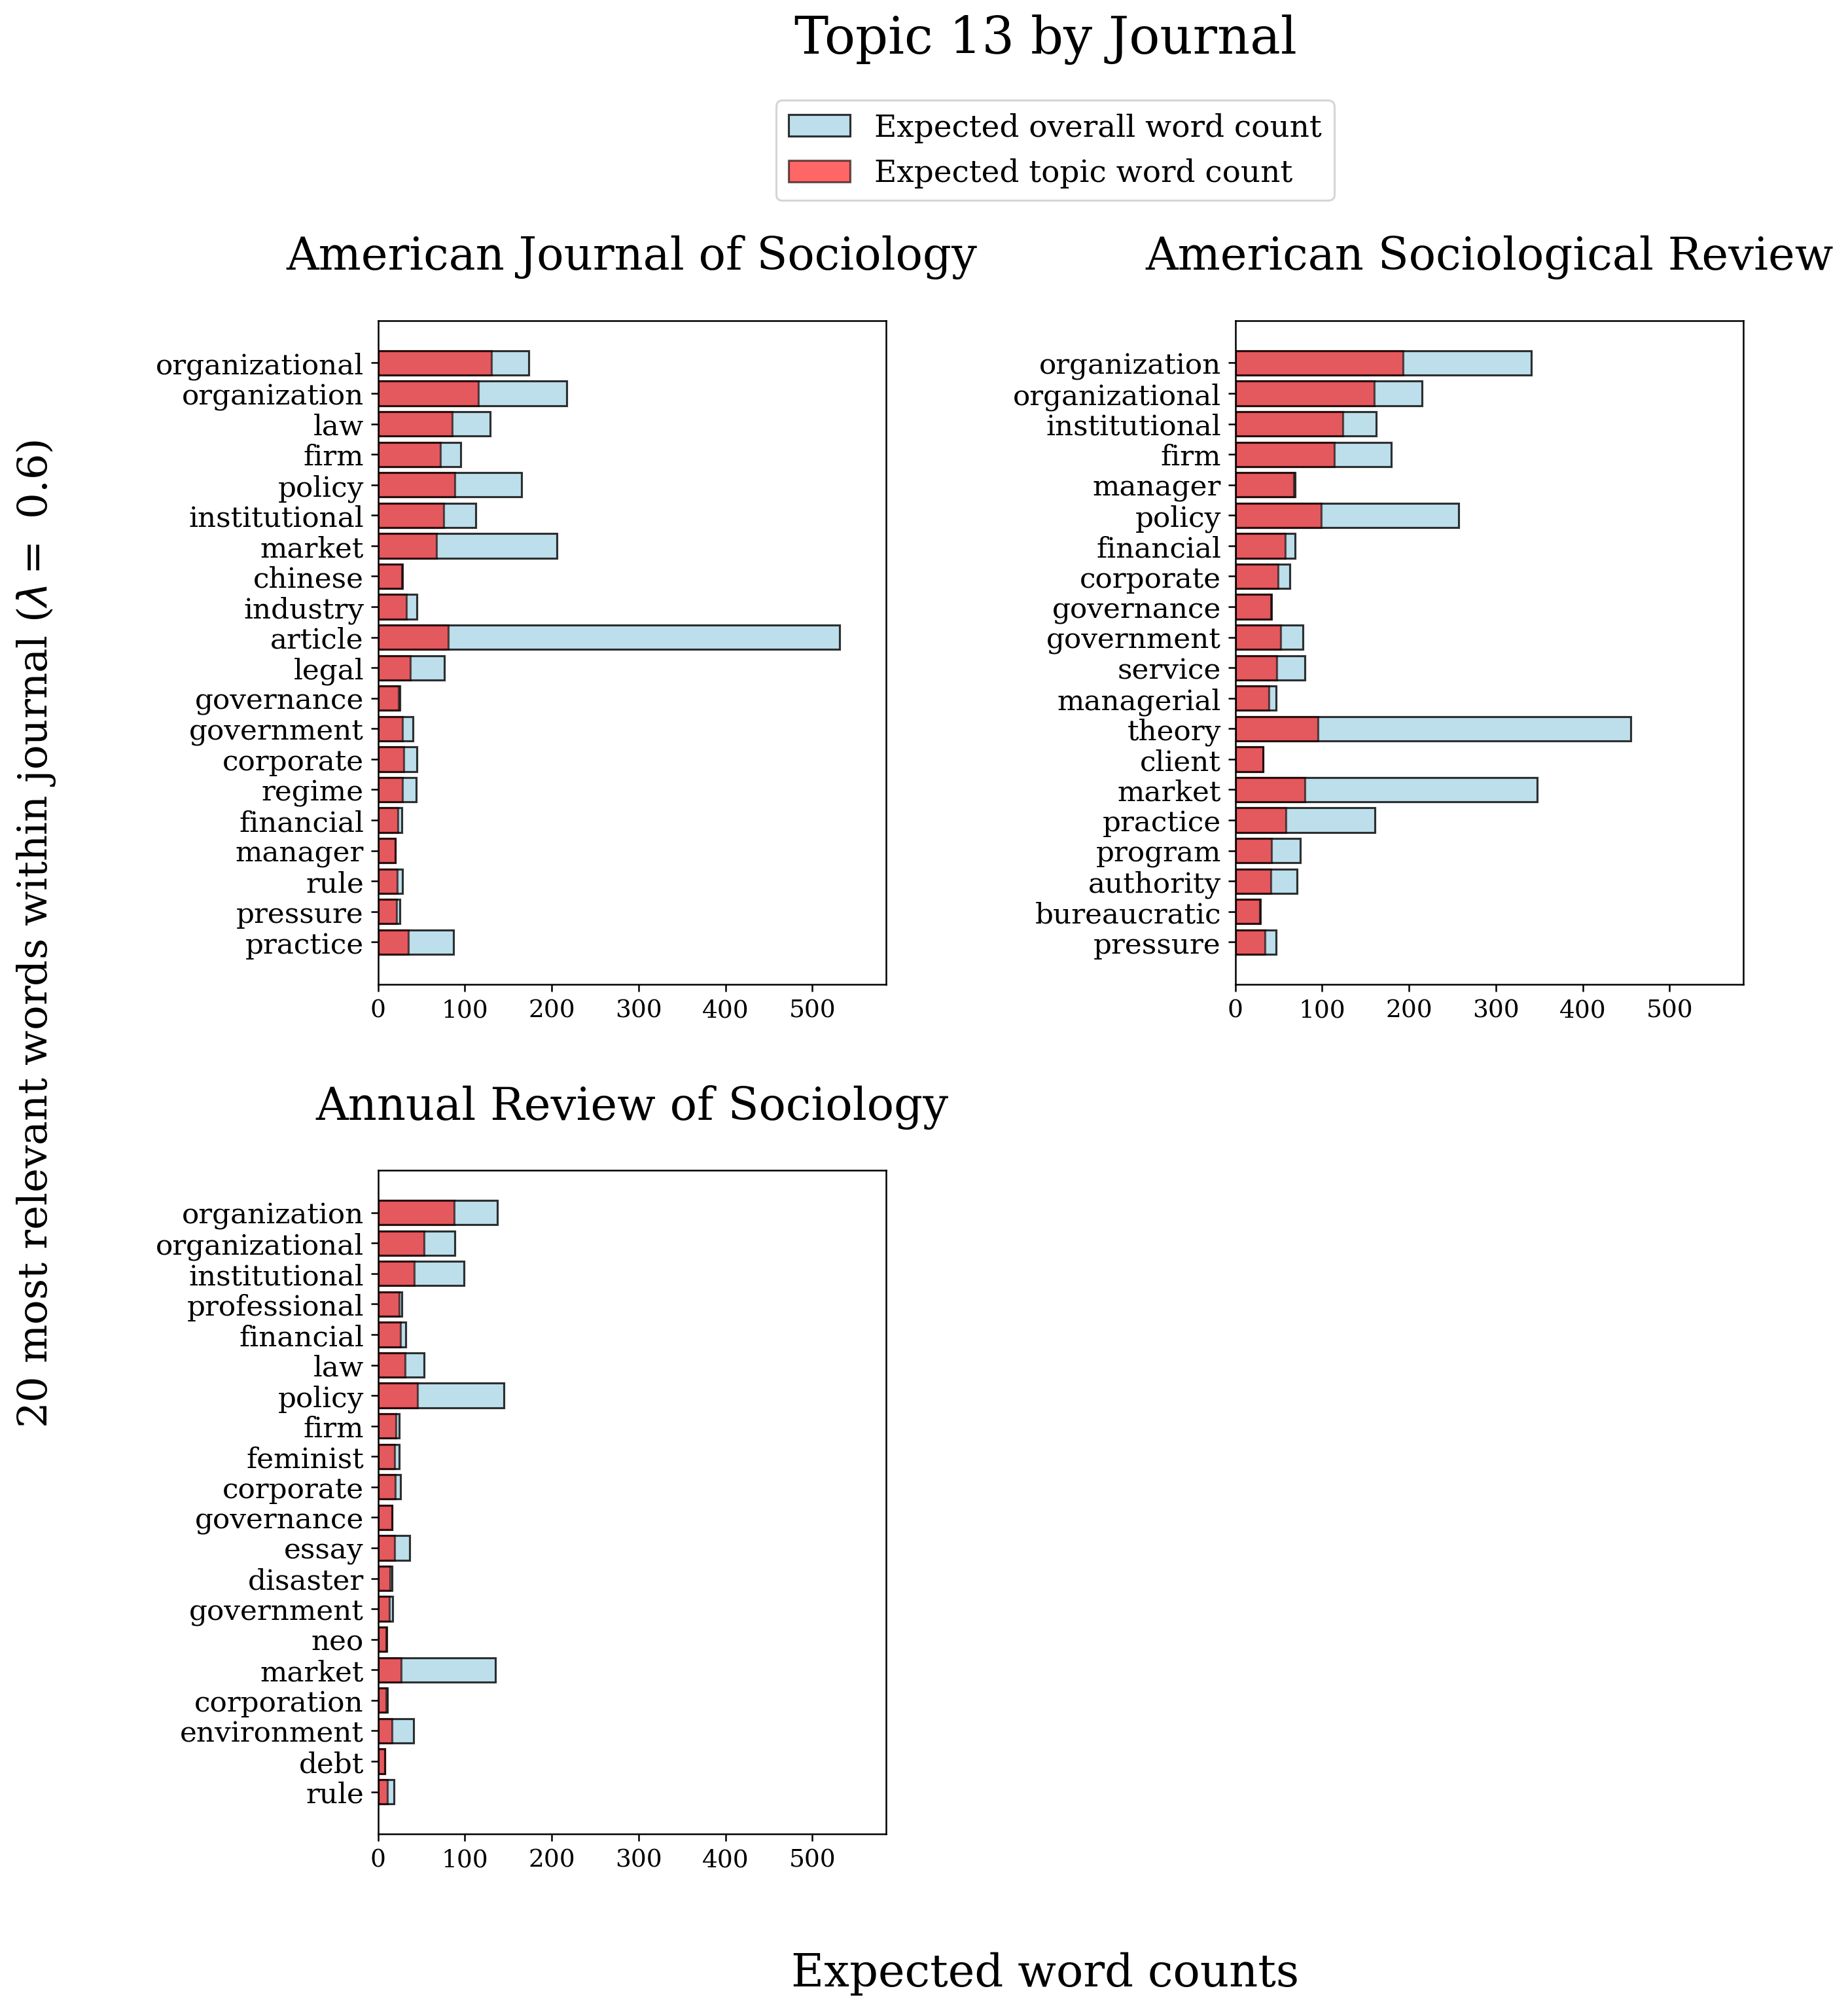 Topic 13 by Journal
Expected overall word count
Expected topic word count
20 most relevant words within journal (λ = 0.6)
American Journal of Sociology
organizational
organization
law
firm
policy
institutional
market
chinese
industry
article
legal
governance
government
corporate
regime
financial
manager
rule
pressure
practice
0 100 200 300 400 500
American Sociological Review
organization
organizational
institutional
firm
manager
policy
financial
corporate
governance
government
service
managerial
theory
client
market
practice
program
authority
bureaucratic
pressure
0 100 200 300 400 500
Annual Review of Sociology
organization
organizational
institutional
professional
financial
law
policy
firm
feminist
corporate
governance
essay
disaster
government
neo
market
corporation
environment
debt
rule
0 100 200 300 400 500
Expected word counts